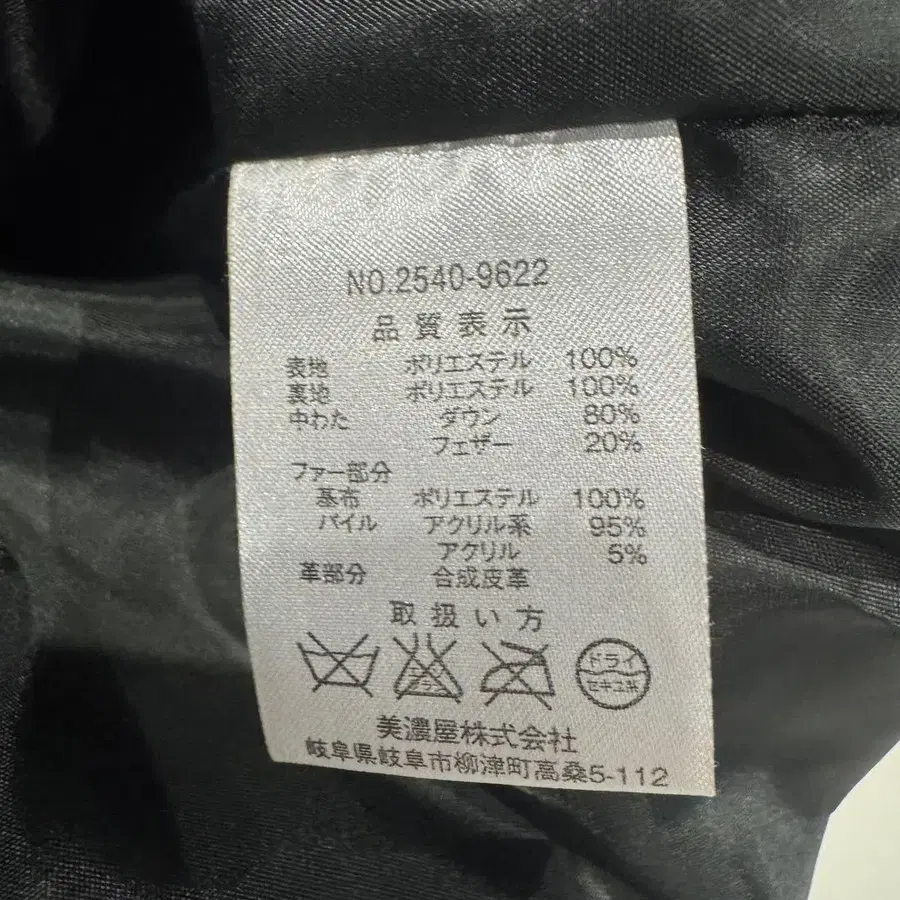 NO.2540-9622
品質表示
表地 ポリエステル 100%
裏地 ポリエステル 100%
中わた ダウン 80%
フェザー 20%
ファー部分
基布 ポリエステル 100%
パイル アクリル系 95%
アクリル 5%
革部分 合成皮革
取扱い方
ドライ
セキユ系
美濃屋株式会社
岐阜県岐阜市柳津町高桑5-112